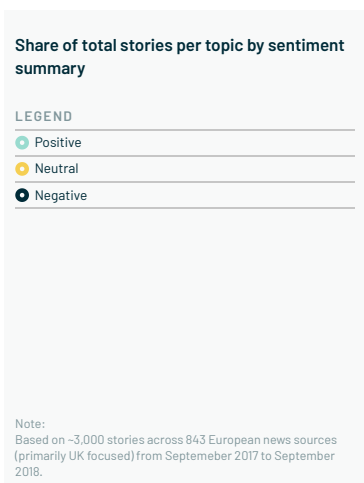 Share of total stories per topic by sentiment
summary
LEGEND
Positive
Neutral
Negative
Note:
Based on ~3,000 stories across 843 European news sources
(primarily UK focused) from Septemeber 2017 to September
2018.